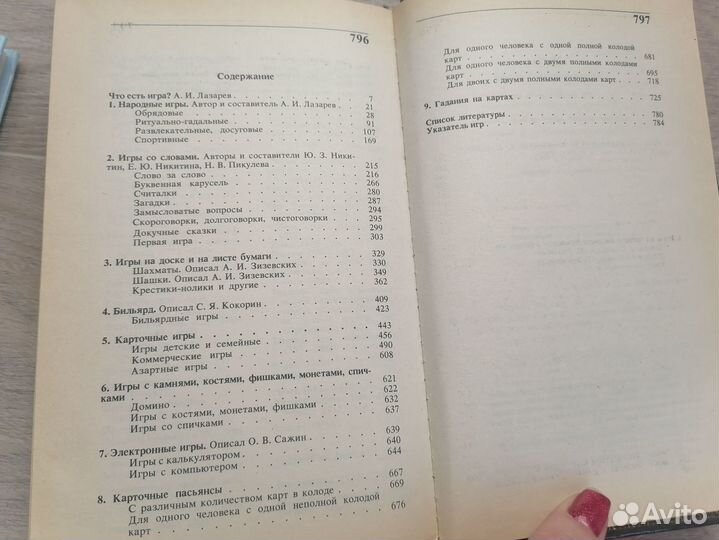 796
Содержание
Что есть игра? А. И. Лазарев . . . . 7
1. Народные игры. Автор и составитель А. И. Лазарев . 21
Обрядовые . . . . 28
Ритуально-гадальные . . . . 91
Развлекательные, досуговые . . . . 107
Спортивные . . . . 169
2. Игры со словами. Авторы и составители Ю. З. Ники-
тин, Е. Ю. Никитина, Н. В. Пикулева . . . . 215
Слово за слово . . . . 216
Буквенная карусель . . . . 266
Считалки . . . . 280
Загадки . . . . 287
Замысловатые вопросы . . . . 294
Скороговорки, долгоговорки, чистоговорки . . . . 295
Докучные сказки . . . . 299
Первая игра . . . . 303
3. Игры на доске и на листе бумаги . . . . 329
Шахматы. Описал А. И. Зизевских . . . . 330
Шашки. Описал А. И. Зизевских . . . . 349
Крестики-нолики и другие . . . . 362
4. Бильярд. Описал С. Я. Кокорин . . . . 409
Бильярдные игры . . . . 423
5. Карточные игры . . . . 443
Игры детские и семейные . . . . 456
Коммерческие игры . . . . 490
Азартные игры . . . . 608
6. Игры с камнями, костями, фишками, монетами, спич-
ками . . . . 621
Домино . . . . 622
Игры с костями, монетами, фишками . . . . 632
Игры со спичками . . . . 637
7. Электронные игры. Описал О. В. Сажин . . . . 639
Игры с калькулятором . . . . 640
Игры с компьютером . . . . 644
8. Карточные пасьянсы . . . . 667
С различным количеством карт в колоде . . . . 669
Для одного человека с одной неполной колодой
карт . . . . 676
797
Для одного человека с одной полной колодой
карт . . . . 681
Для одного человека с двумя полными колодами
карт . . . . 695
Для двоих с двумя полными колодами карт . . 718
9. Гадания на картах . . . . 725
Список литературы . . . . 780
Указатель игр . . . . 784
Avito